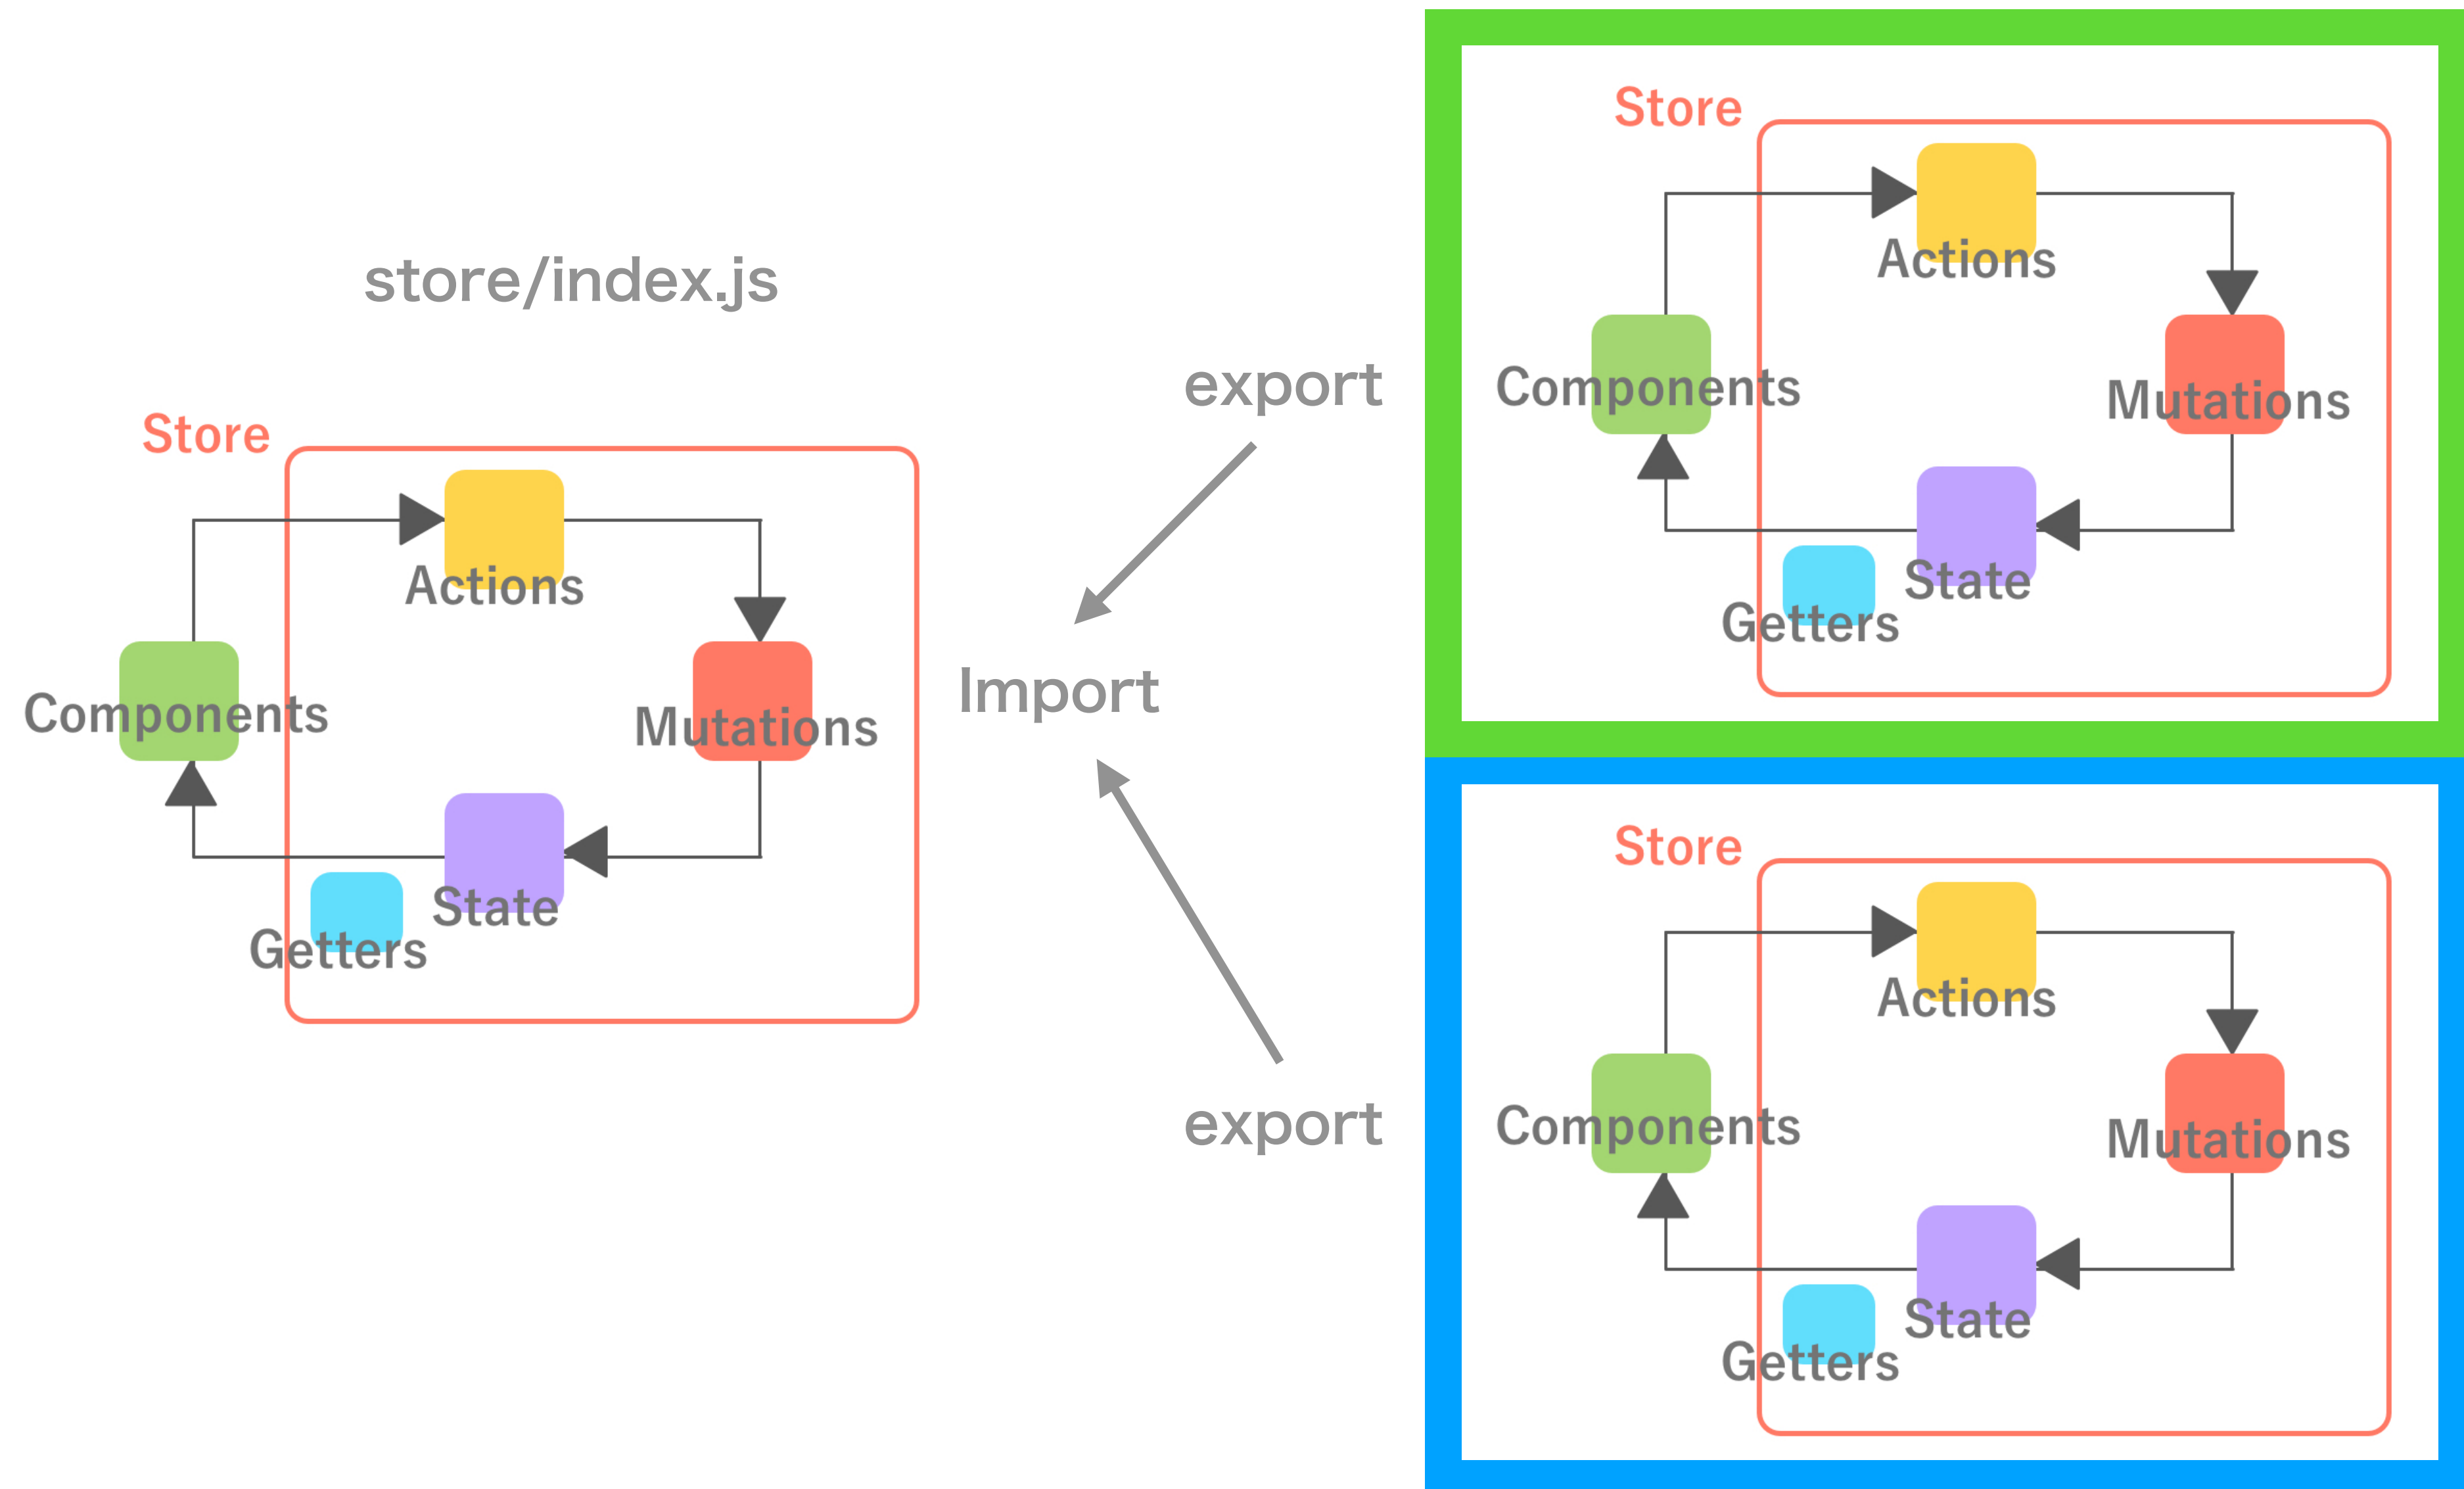 store/index.js
Store
Actions
Components
Mutations
State
Getters
export
Import
export
Store
Actions
Components
Mutations
State
Getters
Store
Actions
Components
Mutations
State
Getters